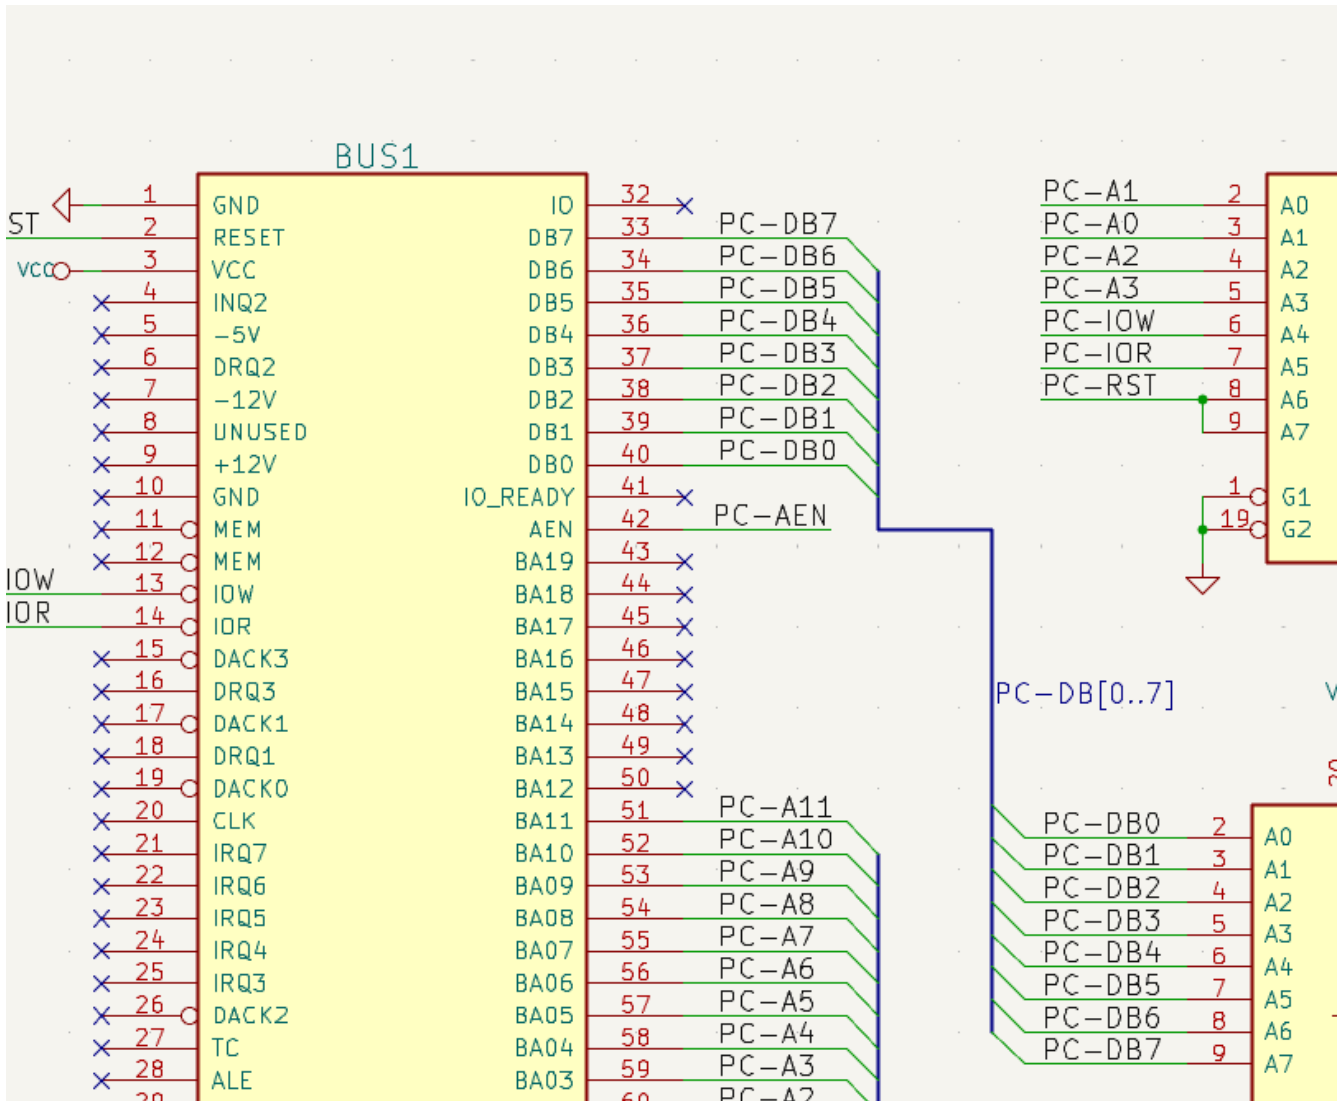 BUS1
1 GND
ST 2 RESET
VCC 3 VCC
4 INQ2
5 -5V
6 DRQ2
7 -12V
8 UNUSED
9 +12V
10 GND
11 MEM
12 MEM
IOW 13 IOW
IOR 14 IOR
15 DACK3
16 DRQ3
17 DACK1
18 DRQ1
19 DACK0
20 CLK
21 IRQ7
22 IRQ6
23 IRQ5
24 IRQ4
25 IRQ3
26 DACK2
27 TC
28 ALE
IO 32
DB7 33 PC-DB7
DB6 34 PC-DB6
DB5 35 PC-DB5
DB4 36 PC-DB4
DB3 37 PC-DB3
DB2 38 PC-DB2
DB1 39 PC-DB1
DB0 40 PC-DB0
IO_READY 41
AEN 42 PC-AEN
BA19 43
BA18 44
BA17 45
BA16 46
BA15 47
BA14 48
BA13 49
BA12 50
BA11 51 PC-A11
BA10 52 PC-A10
BA09 53 PC-A9
BA08 54 PC-A8
BA07 55 PC-A7
BA06 56 PC-A6
BA05 57 PC-A5
BA04 58 PC-A4
BA03 59 PC-A3
PC-A2
PC-A1 2 A0
PC-A0 3 A1
PC-A2 4 A2
PC-A3 5 A3
PC-IOW 6 A4
PC-IOR 7 A5
PC-RST 8 A6
9 A7
1 G1
19 G2
PC-DB[0..7]
PC-DB0 2 A0
PC-DB1 3 A1
PC-DB2 4 A2
PC-DB3 5 A3
PC-DB4 6 A4
PC-DB5 7 A5
PC-DB6 8 A6
PC-DB7 9 A7